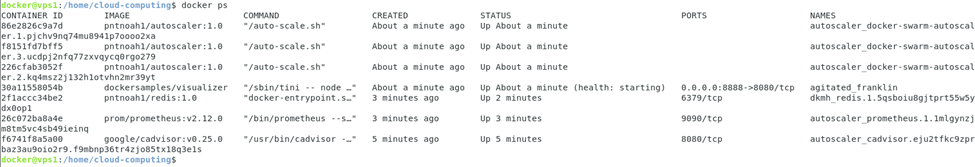 docker@vps1:/home/cloud-computing$ docker ps
CONTAINER ID IMAGE COMMAND CREATED STATUS PORTS NAMES
86e2826c9a7d pntnoah1/autoscaler:1.0 "/auto-scale.sh" About a minute ago Up About a minute autoscaler_docker-swarm-autoscal
er.1.pjchv9nq74mu8941p7oooo2xa
f8151fd7bff5 pntnoah1/autoscaler:1.0 "/auto-scale.sh" About a minute ago Up About a minute autoscaler_docker-swarm-autoscal
er.3.ucdpj2nfq77zxvqycq0rgo279
226cfab3052f pntnoah1/autoscaler:1.0 "/auto-scale.sh" About a minute ago Up About a minute autoscaler_docker-swarm-autoscal
er.2.kq4msz2j132h1otvhn2mr39yt
30a11558054b dockersamples/visualizer "/sbin/tini -- node …" About a minute ago Up About a minute (health: starting) 0.0.0.0:8888->8080/tcp agitated_franklin
2f1accc34be2 pntnoah1/redis:1.0 "docker-entrypoint.s…" 3 minutes ago Up 2 minutes 6379/tcp dkmh_redis.1.5qsboiu8gjtprt55w5y
dx0op1
26c072ba8a4e prom/prometheus:v2.12.0 "/bin/prometheus --s…" 3 minutes ago Up 3 minutes 9090/tcp autoscaler_prometheus.1.1mlgynzj
m8tm5vc4sb49ieinq
f6741f8a5a00 google/cadvisor:v0.25.0 "/usr/bin/cadvisor -…" 5 minutes ago Up 5 minutes 8080/tcp autoscaler_cadvisor.eju2tfkc9zpr
baz3au9oio2r9.f9mbnp36tr4zjo85tx18q3e1s
docker@vps1:/home/cloud-computing$